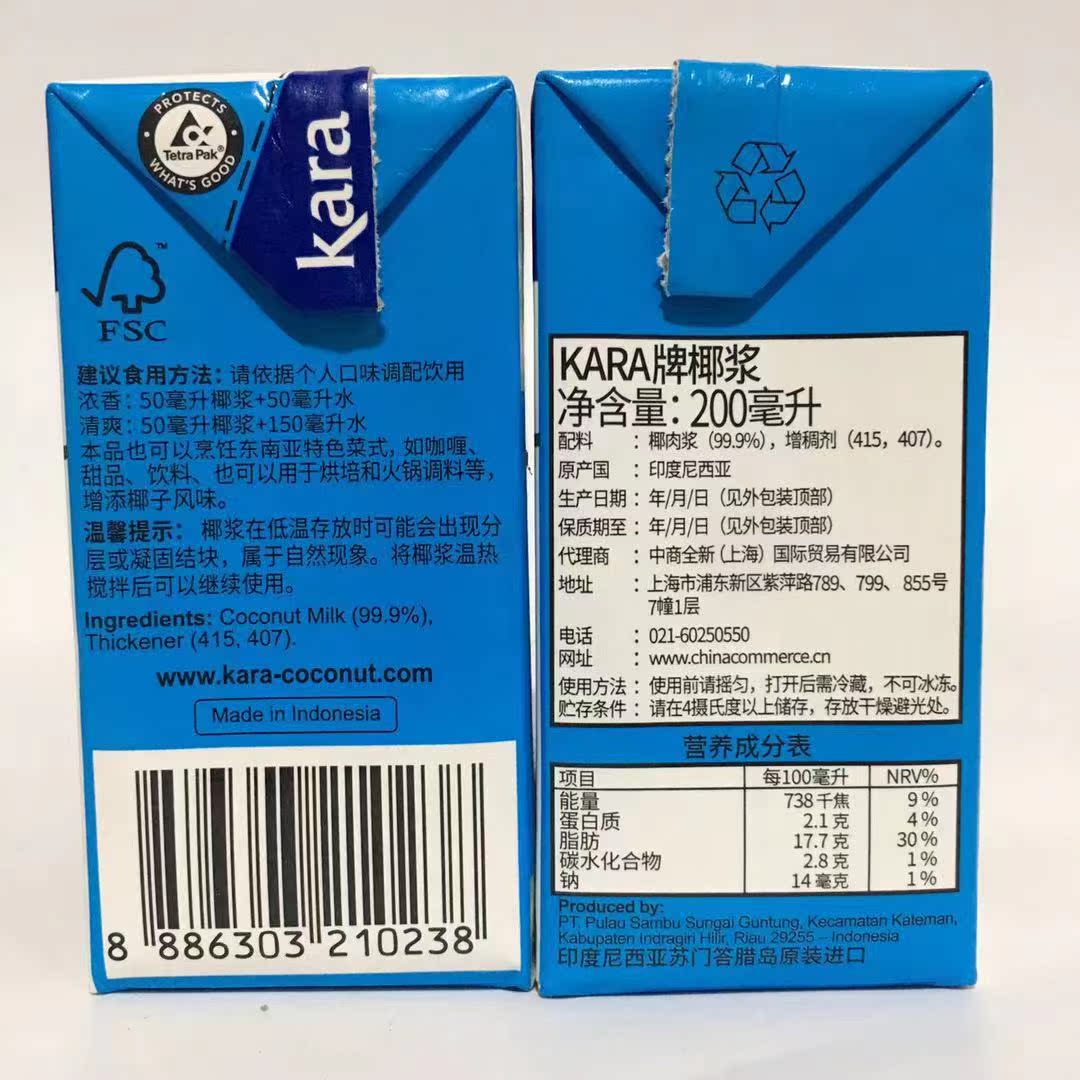 PROTECTS
Tetra Pak®
WHAT'S GOOD
kara
FSC™
建议食用方法：请依据个人口味调配饮用
浓香：50毫升椰浆+50毫升水
清爽：50毫升椰浆+150毫升水
本品也可以烹饪东南亚特色菜式，如咖喱、
甜品、饮料、也可以用于烘培和火锅调料等，
增添椰子风味。
温馨提示： 椰浆在低温存放时可能会出现分
层或凝固结块，属于自然现象。将椰浆温热
搅拌后可以继续使用。
Ingredients: Coconut Milk (99.9%),
Thickener (415, 407).
www.kara-coconut.com
Made in Indonesia
8 886303 210238
KARA牌椰浆
净含量：200毫升
配料 ：椰肉浆（99.9%），增稠剂（415，407）。
原产国 ：印度尼西亚
生产日期 ：年/月/日（见外包装顶部）
保质期至 ：年/月/日（见外包装顶部）
代理商 ：中商全新（上海）国际贸易有限公司
地址 ：上海市浦东新区紫萍路789、799、855号
7幢1层
电话 ：021-60250550
网址 ：www.chinacommerce.cn
使用方法 ：使用前请摇匀，打开后需冷藏，不可冰冻。
贮存条件 ：请在4摄氏度以上储存，存放干燥避光处。
营养成分表
项目 每100毫升 NRV%
能量 738千焦 9%
蛋白质 2.1克 4%
脂肪 17.7克 30%
碳水化合物 2.8克 1%
钠 14毫克 1%
Produced by:
PT. Pulau Sambu Sungai Guntung, Kecamatan Kateman,
Kabupaten Indragiri Hilir, Riau 29255 – Indonesia
印度尼西亚苏门答腊岛原装进口